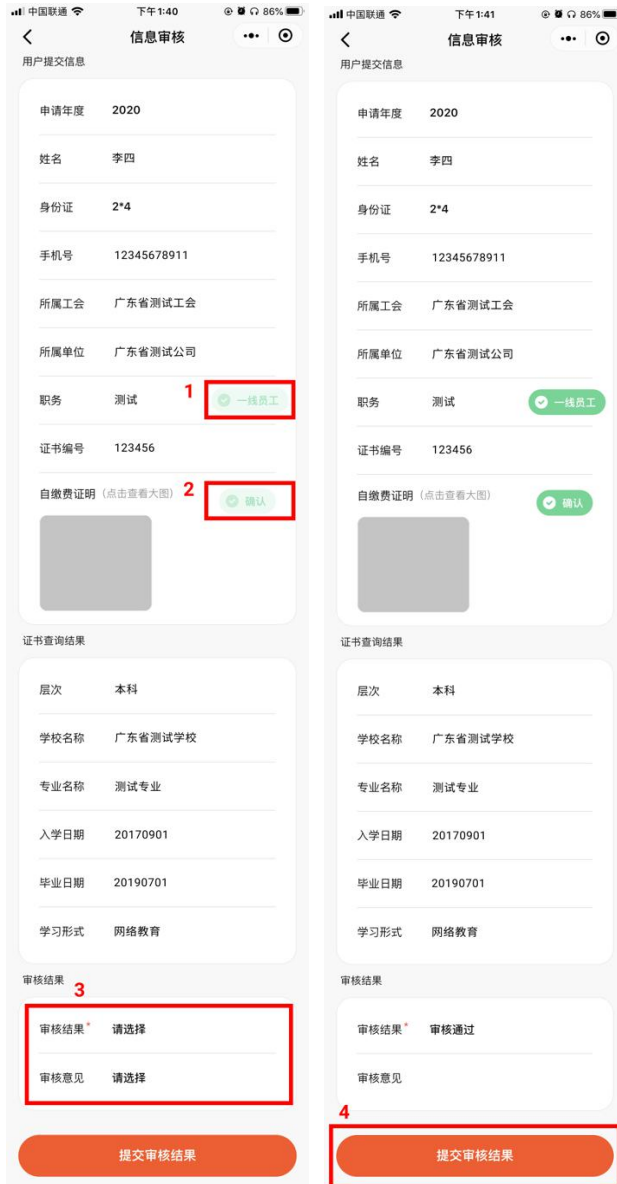 中国联通 下午1:40 86%
信息审核
用户提交信息
申请年度 2020
姓名 李四
身份证 2*4
手机号 12345678911
所属工会 广东省测试工会
所属单位 广东省测试公司
职务 测试 1 一线员工
证书编号 123456
自缴费证明（点击查看大图） 2 确认
证书查询结果
层次 本科
学校名称 广东省测试学校
专业名称 测试专业
入学日期 20170901
毕业日期 20190701
学习形式 网络教育
审核结果
3
审核结果* 请选择
审核意见 请选择
提交审核结果
中国联通 下午1:41 86%
信息审核
用户提交信息
申请年度 2020
姓名 李四
身份证 2*4
手机号 12345678911
所属工会 广东省测试工会
所属单位 广东省测试公司
职务 测试 一线员工
证书编号 123456
自缴费证明（点击查看大图） 确认
证书查询结果
层次 本科
学校名称 广东省测试学校
专业名称 测试专业
入学日期 20170901
毕业日期 20190701
学习形式 网络教育
审核结果
审核结果* 审核通过
审核意见
4
提交审核结果